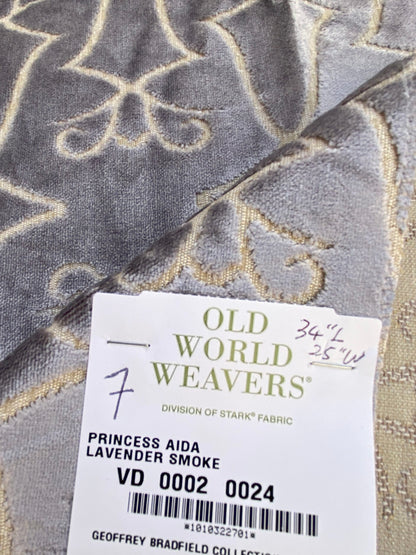 OLD
WORLD
WEAVERS®
34"L
25"W
DIVISION OF STARK® FABRIC
7
PRINCESS AIDA
LAVENDER SMOKE
VD 0002 0024
*1010322701*
GEOFFREY BRADFIELD COLLECTI